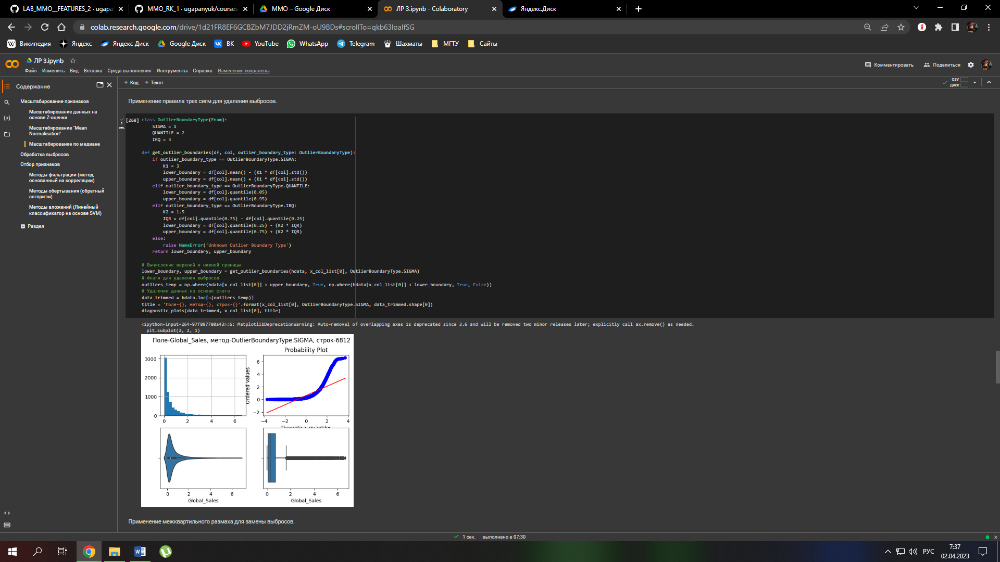 LAB_MMO__FEATURES_2 · ugapan
MMO_RK_1 · ugapanyuk/courses
ММО – Google Диск
ЛР 3.ipynb - Colaboratory
Яндекс.Диск
colab.research.google.com/drive/1d21FR8EF6GCBZbM7JDD2jRmZM-oU9BDs#scrollTo=qkb63IoaIfSG
Википедия
Яндекс
Яндекс Диск
Google Диск
ВК
YouTube
WhatsApp
Telegram
Шахматы
МГТУ
Сайты
ЛР 3.ipynb
Файл Изменить Вид Вставка Среда выполнения Инструменты Справка Изменения сохранены
Комментировать
Поделиться
Содержание
+ Код + Текст
ОЗУ
Диск
Масштабирование признаков
Масштабирование данных на
основе Z-оценки
Масштабирование "Mean
Normalisation"
Масштабирование по медиане
Обработка выбросов
Отбор признаков
Методы фильтрации (метод,
основанный на корреляции)
Методы обертывания (обратный
алгоритм)
Методы вложений (Линейный
классификатор на основе SVM)
Раздел
Применение правила трех сигм для удаления выбросов.
1
сек.
[268] class OutlierBoundaryType(Enum):
SIGMA = 1
QUANTILE = 2
IRQ = 3
def get_outlier_boundaries(df, col, outlier_boundary_type: OutlierBoundaryType):
if outlier_boundary_type == OutlierBoundaryType.SIGMA:
K1 = 3
lower_boundary = df[col].mean() - (K1 * df[col].std())
upper_boundary = df[col].mean() + (K1 * df[col].std())
elif outlier_boundary_type == OutlierBoundaryType.QUANTILE:
lower_boundary = df[col].quantile(0.05)
upper_boundary = df[col].quantile(0.95)
elif outlier_boundary_type == OutlierBoundaryType.IRQ:
K2 = 1.5
IQR = df[col].quantile(0.75) - df[col].quantile(0.25)
lower_boundary = df[col].quantile(0.25) - (K2 * IQR)
upper_boundary = df[col].quantile(0.75) + (K2 * IQR)
else:
raise NameError('Unknown Outlier Boundary Type')
return lower_boundary, upper_boundary
# Вычисление верхней и нижней границы
lower_boundary, upper_boundary = get_outlier_boundaries(hdata, x_col_list[0], OutlierBoundaryType.SIGMA)
# Флаги для удаления выбросов
outliers_temp = np.where(hdata[x_col_list[0]] > upper_boundary, True, np.where(hdata[x_col_list[0]] < lower_boundary, True, False))
# Удаление данных на основе флага
data_trimmed = hdata.loc[~(outliers_temp)]
title = 'Поле-{}, метод-{}, строк-{}'.format(x_col_list[0], OutlierBoundaryType.SIGMA, data_trimmed.shape[0])
diagnostic_plots(data_trimmed, x_col_list[0], title)
<ipython-input-264-97f897780a43>:6: MatplotlibDeprecationWarning: Auto-removal of overlapping axes is deprecated since 3.6 and will be removed two minor releases later; explicitly call ax.remove() as needed.
plt.subplot(2, 2, 1)
Поле-Global_Sales, метод-OutlierBoundaryType.SIGMA, строк-6812
Probability Plot
3000
2000
1000
0
0 2 4 6
Ordered Values
6
4
2
0
−2
−4 −2 0 2 4
Theoretical quantiles
0 2 4 6
Global_Sales
0 2 4 6
Global_Sales
Применение межквартильного размаха для замены выбросов.
1 сек. выполнено в 07:30
РУС
7:37
02.04.2023